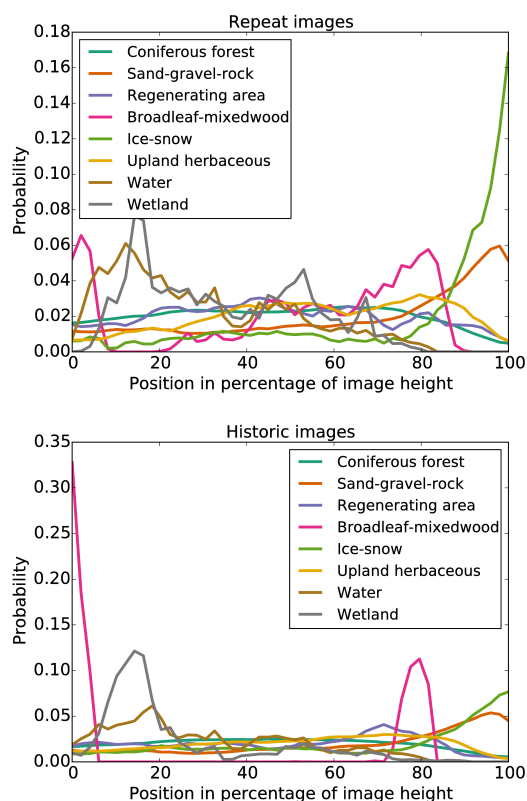 Repeat images
0.18
0.16
0.14
0.12
0.10
0.08
0.06
0.04
0.02
0.00
Probability
Coniferous forest
Sand-gravel-rock
Regenerating area
Broadleaf-mixedwood
Ice-snow
Upland herbaceous
Water
Wetland
0 20 40 60 80 100
Position in percentage of image height
Historic images
0.35
0.30
0.25
0.20
0.15
0.10
0.05
0.00
Probability
Coniferous forest
Sand-gravel-rock
Regenerating area
Broadleaf-mixedwood
Ice-snow
Upland herbaceous
Water
Wetland
0 20 40 60 80 100
Position in percentage of image height